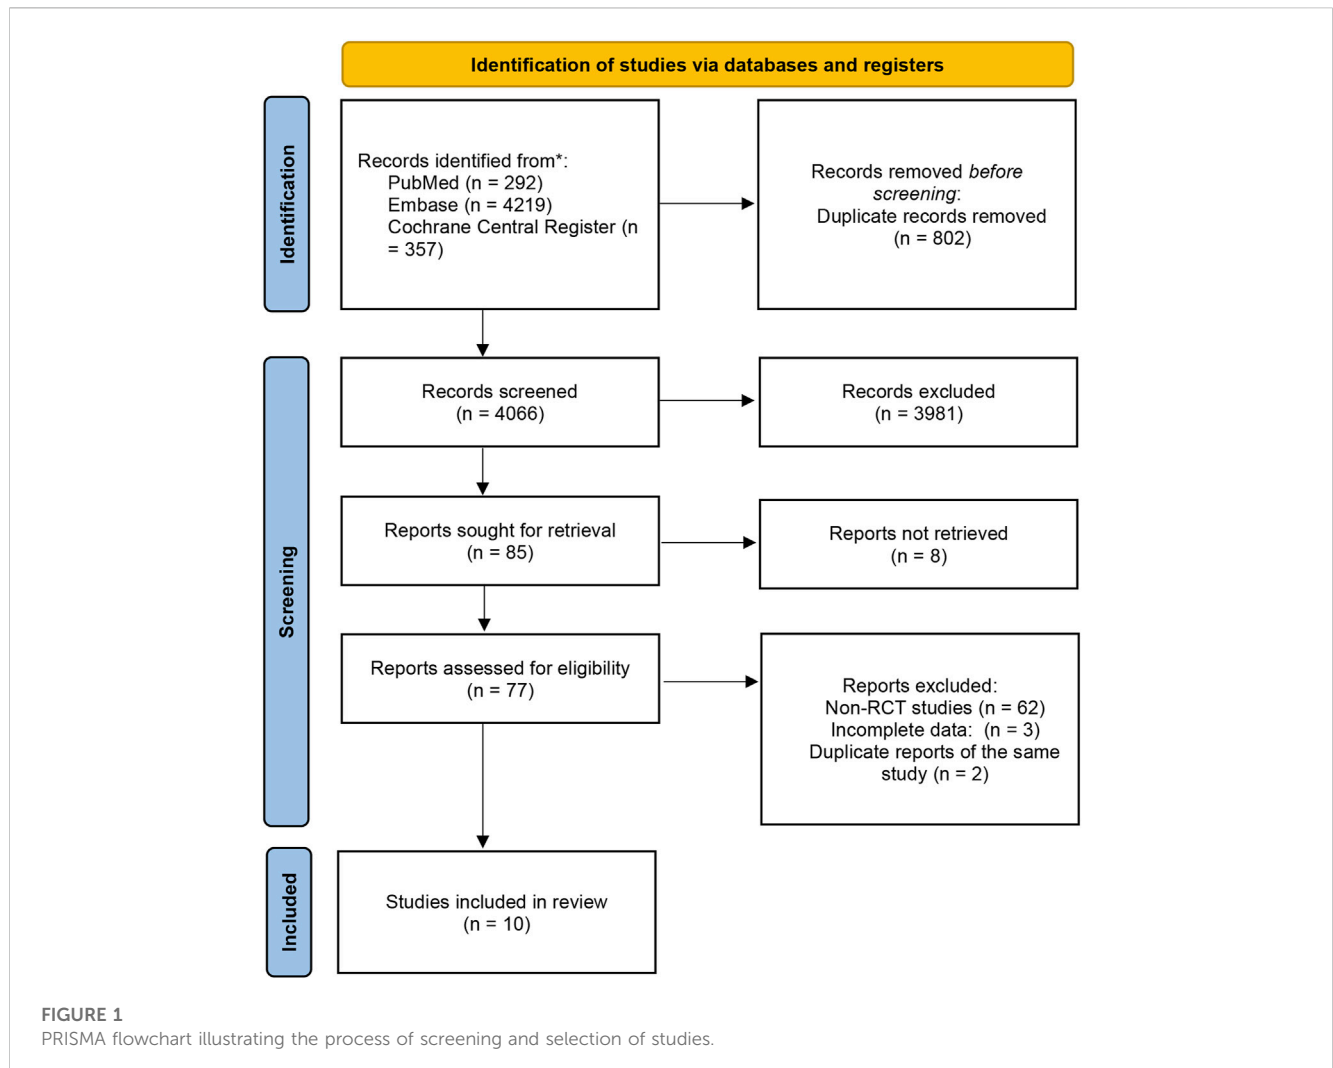 Identification of studies via databases and registers
Identification
Records identified from*:
PubMed (n = 292)
Embase (n = 4219)
Cochrane Central Register (n
= 357)
Records removed before
screening:
Duplicate records removed
(n = 802)
Screening
Records screened
(n = 4066)
Records excluded
(n = 3981)
Reports sought for retrieval
(n = 85)
Reports not retrieved
(n = 8)
Reports assessed for eligibility
(n = 77)
Reports excluded:
Non-RCT studies (n = 62)
Incomplete data:  (n = 3)
Duplicate reports of the same
study (n = 2)
Included
Studies included in review
(n = 10)
FIGURE 1
PRISMA flowchart illustrating the process of screening and selection of studies.